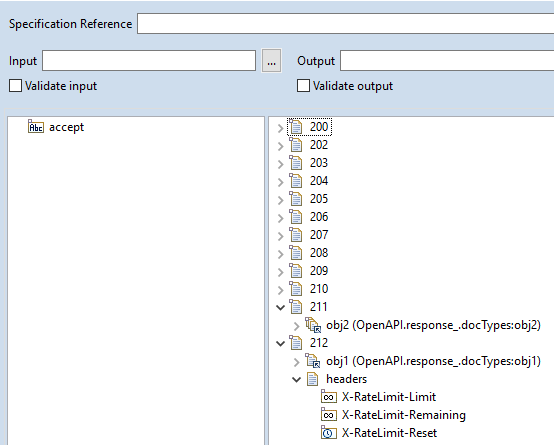 Specification Reference
Input ... Output
Validate input Validate output
Abc accept
200
202
203
204
205
206
207
208
209
210
211
obj2 (OpenAPI.response_.docTypes:obj2)
212
obj1 (OpenAPI.response_.docTypes:obj1)
headers
X-RateLimit-Limit
X-RateLimit-Remaining
X-RateLimit-Reset